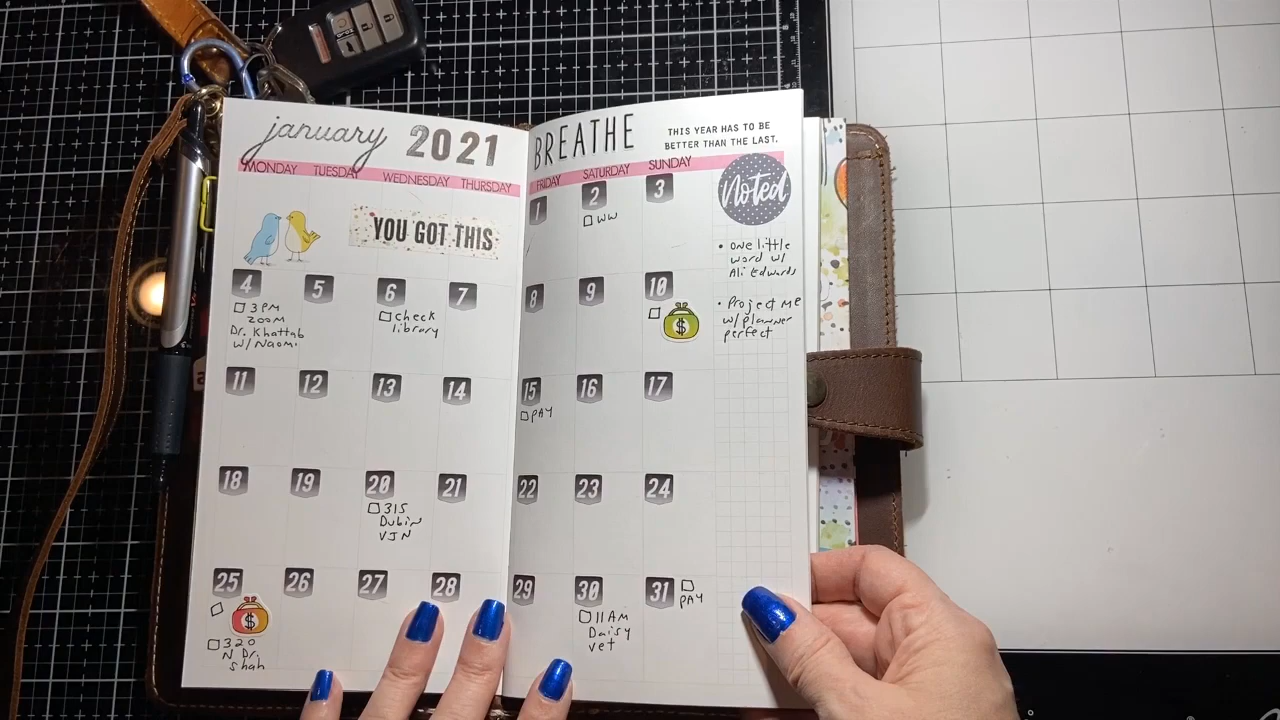 january 2021
BREATHE
THIS YEAR HAS TO BE
BETTER THAN THE LAST.
MONDAY TUESDAY WEDNESDAY THURSDAY FRIDAY SATURDAY SUNDAY
YOU GOT THIS
1 2 3
WW
Noted
• one little
word w/
Ali Edwards
• Project Me
w/planner
perfect
4 5 6 7 8 9 10
3PM
ZOOM
Dr. Khattab
w/Naomi
check
library
$
11 12 13 14 15 16 17
PAY
18 19 20 21 22 23 24
315
Dubin
VJN
25 26 27 28 29 30 31
$
320
N Dr.
Shah
11AM
Daisy
vet
PAY